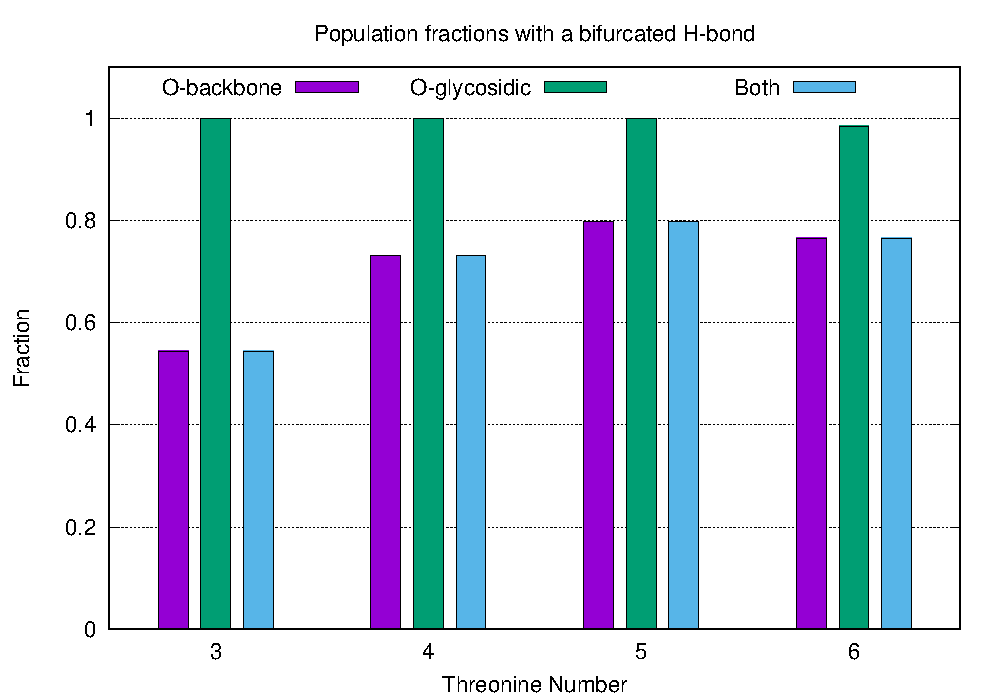 Population fractions with a bifurcated H-bond
O-backbone O-glycosidic Both
1
0.8
0.6
0.4
0.2
0
Fraction
3 4 5 6
Threonine Number